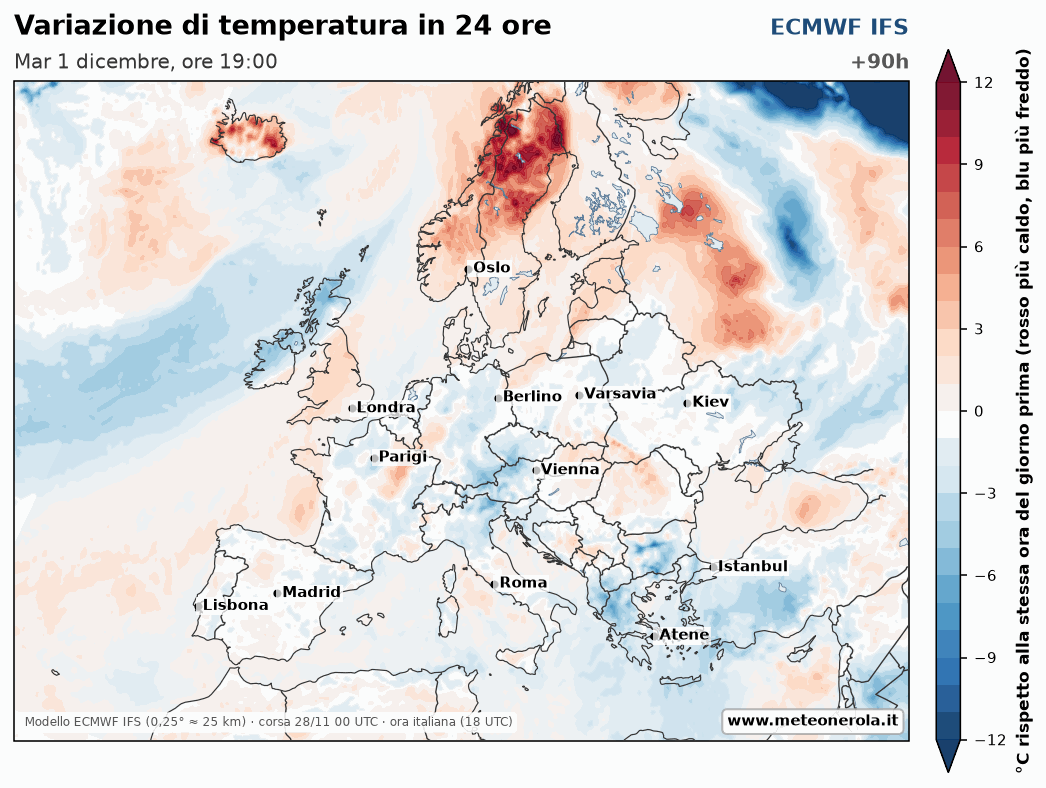 Variazione di temperatura in 24 ore
ECMWF IFS
Mar 1 dicembre, ore 19:00
+90h
Oslo
Londra
Berlino
Varsavia
Kiev
Parigi
Vienna
Istanbul
Roma
Madrid
Lisbona
Atene
Modello ECMWF IFS (0,25° ≈ 25 km) · corsa 28/11 00 UTC · ora italiana (18 UTC)
www.meteonerola.it
12
9
6
3
0
−3
−6
−9
−12
°C rispetto alla stessa ora del giorno prima (rosso più caldo, blu più freddo)